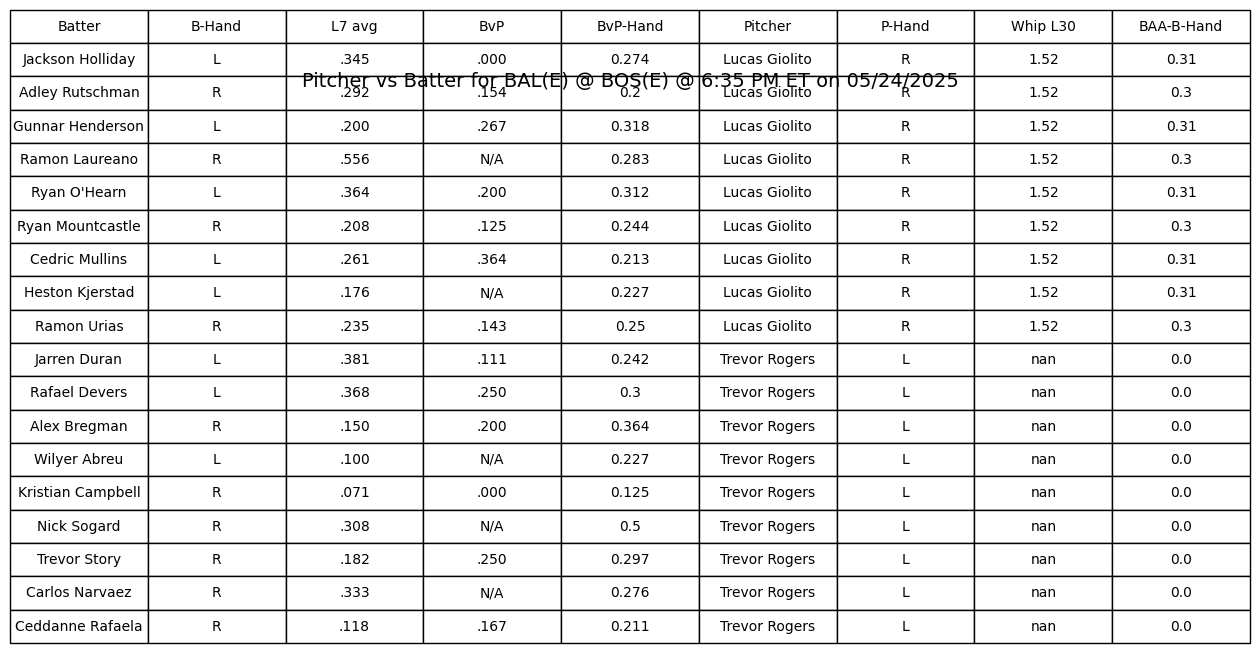 Batter B-Hand L7 avg BvP BvP-Hand Pitcher P-Hand Whip L30 BAA-B-Hand
Jackson Holliday L .345 .000 0.274 Lucas Giolito R 1.52 0.31
Pitcher vs Batter for BAL(E) @ BOS(E) @ 6:35 PM ET on 05/24/2025
Adley Rutschman R .292 .154 0.2 Lucas Giolito R 1.52 0.3
Gunnar Henderson L .200 .267 0.318 Lucas Giolito R 1.52 0.31
Ramon Laureano R .556 N/A 0.283 Lucas Giolito R 1.52 0.3
Ryan O'Hearn L .364 .200 0.312 Lucas Giolito R 1.52 0.31
Ryan Mountcastle R .208 .125 0.244 Lucas Giolito R 1.52 0.3
Cedric Mullins L .261 .364 0.213 Lucas Giolito R 1.52 0.31
Heston Kjerstad L .176 N/A 0.227 Lucas Giolito R 1.52 0.31
Ramon Urias R .235 .143 0.25 Lucas Giolito R 1.52 0.3
Jarren Duran L .381 .111 0.242 Trevor Rogers L nan 0.0
Rafael Devers L .368 .250 0.3 Trevor Rogers L nan 0.0
Alex Bregman R .150 .200 0.364 Trevor Rogers L nan 0.0
Wilyer Abreu L .100 N/A 0.227 Trevor Rogers L nan 0.0
Kristian Campbell R .071 .000 0.125 Trevor Rogers L nan 0.0
Nick Sogard R .308 N/A 0.5 Trevor Rogers L nan 0.0
Trevor Story R .182 .250 0.297 Trevor Rogers L nan 0.0
Carlos Narvaez R .333 N/A 0.276 Trevor Rogers L nan 0.0
Ceddanne Rafaela R .118 .167 0.211 Trevor Rogers L nan 0.0